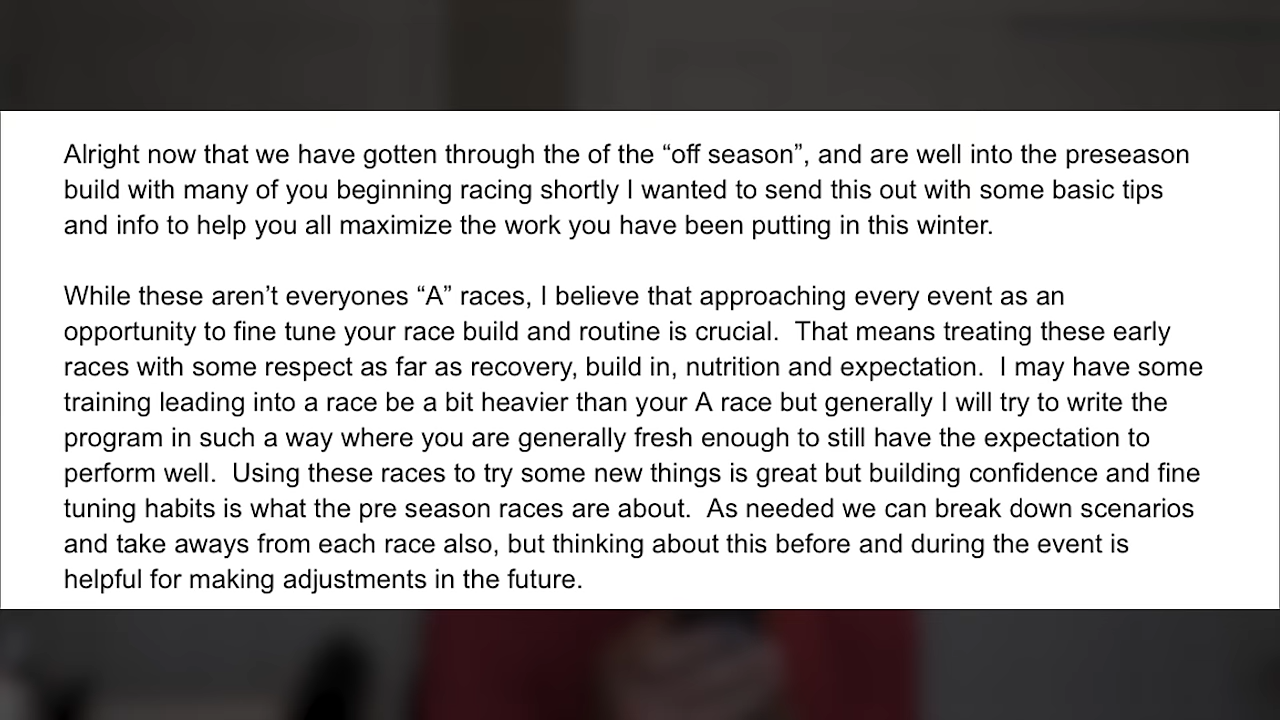 Alright now that we have gotten through the of the “off season”, and are well into the preseason
build with many of you beginning racing shortly I wanted to send this out with some basic tips
and info to help you all maximize the work you have been putting in this winter.
While these aren’t everyones “A” races, I believe that approaching every event as an
opportunity to fine tune your race build and routine is crucial.  That means treating these early
races with some respect as far as recovery, build in, nutrition and expectation.  I may have some
training leading into a race be a bit heavier than your A race but generally I will try to write the
program in such a way where you are generally fresh enough to still have the expectation to
perform well.  Using these races to try some new things is great but building confidence and fine
tuning habits is what the pre season races are about.  As needed we can break down scenarios
and take aways from each race also, but thinking about this before and during the event is
helpful for making adjustments in the future.